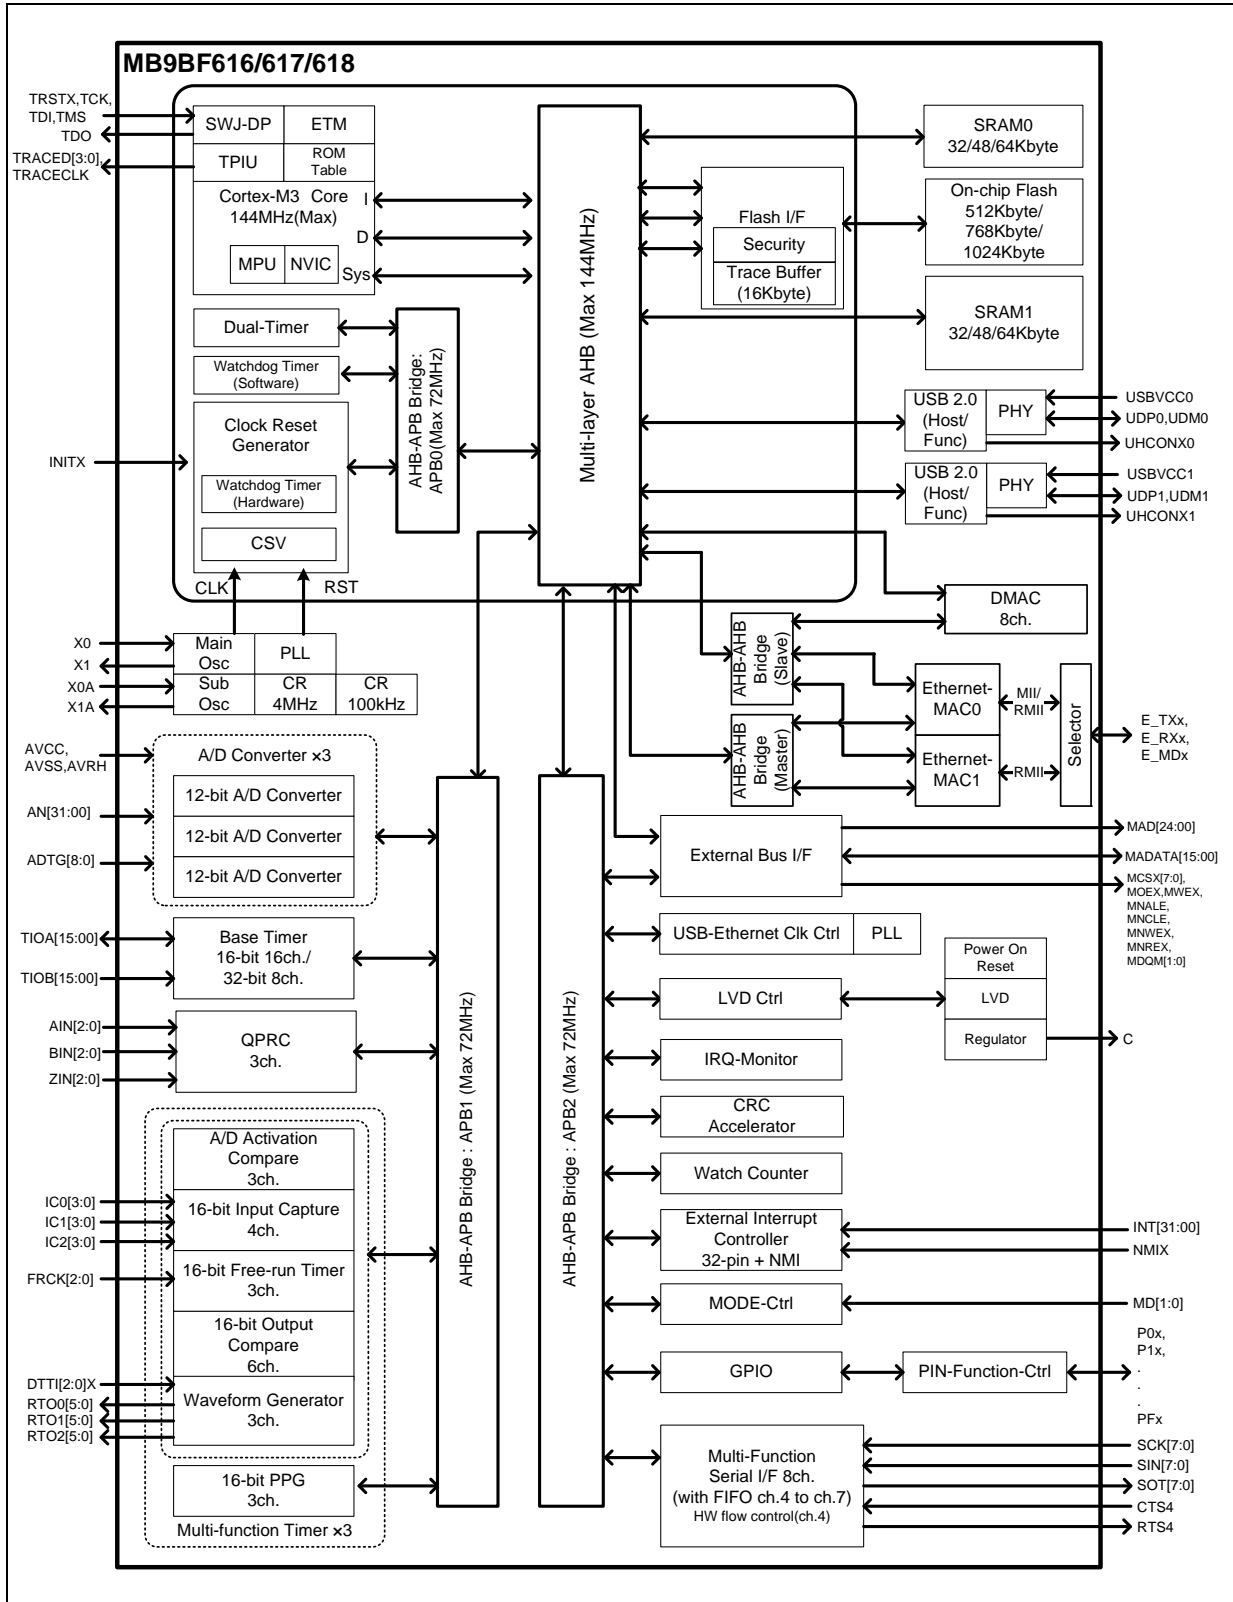 MB9BF616/617/618
TRSTX,TCK,
TDI,TMS
TDO
TRACED[3:0],
TRACECLK
SWJ-DP
ETM
TPIU
ROM
Table
Cortex-M3 Core
144MHz(Max)
I
D
Sys
MPU
NVIC
Dual-Timer
Watchdog Timer
(Software)
Clock Reset
Generator
Watchdog Timer
(Hardware)
CSV
INITX
CLK
RST
AHB-APB Bridge:
APB0(Max 72MHz)
Multi-layer AHB (Max 144MHz)
Flash I/F
Security
Trace Buffer
(16Kbyte)
SRAM0
32/48/64Kbyte
On-chip Flash
512Kbyte/
768Kbyte/
1024Kbyte
SRAM1
32/48/64Kbyte
USB 2.0
(Host/
Func)
PHY
USBVCC0
UDP0,UDM0
UHCONX0
USB 2.0
(Host/
Func)
PHY
USBVCC1
UDP1,UDM1
UHCONX1
DMAC
8ch.
AHB-AHB
Bridge
(Slave)
AHB-AHB
Bridge
(Master)
Ethernet-
MAC0
Ethernet-
MAC1
MII/
RMII
RMII
Selector
E_TXx,
E_RXx,
E_MDx
X0
X1
X0A
X1A
Main
Osc
PLL
Sub
Osc
CR
4MHz
CR
100kHz
AVCC,
AVSS,AVRH
AN[31:00]
ADTG[8:0]
A/D Converter ×3
12-bit A/D Converter
12-bit A/D Converter
12-bit A/D Converter
TIOA[15:00]
TIOB[15:00]
Base Timer
16-bit 16ch./
32-bit 8ch.
AIN[2:0]
BIN[2:0]
ZIN[2:0]
QPRC
3ch.
A/D Activation
Compare
3ch.
IC0[3:0]
IC1[3:0]
IC2[3:0]
16-bit Input Capture
4ch.
FRCK[2:0]
16-bit Free-run Timer
3ch.
16-bit Output
Compare
6ch.
DTTI[2:0]X
RTO0[5:0]
RTO1[5:0]
RTO2[5:0]
Waveform Generator
3ch.
16-bit PPG
3ch.
Multi-function Timer ×3
AHB-APB Bridge : APB1 (Max 72MHz)
AHB-APB Bridge : APB2 (Max 72MHz)
External Bus I/F
MAD[24:00]
MADATA[15:00]
MCSX[7:0],
MOEX,MWEX,
MNALE,
MNCLE,
MNWEX,
MNREX,
MDQM[1:0]
USB-Ethernet Clk Ctrl
PLL
LVD Ctrl
Power On
Reset
LVD
Regulator
C
IRQ-Monitor
CRC
Accelerator
Watch Counter
External Interrupt
Controller
32-pin + NMI
INT[31:00]
NMIX
MODE-Ctrl
MD[1:0]
GPIO
PIN-Function-Ctrl
P0x,
P1x,
.
.
.
PFx
Multi-Function
Serial I/F 8ch.
(with FIFO ch.4 to ch.7)
HW flow control(ch.4)
SCK[7:0]
SIN[7:0]
SOT[7:0]
CTS4
RTS4